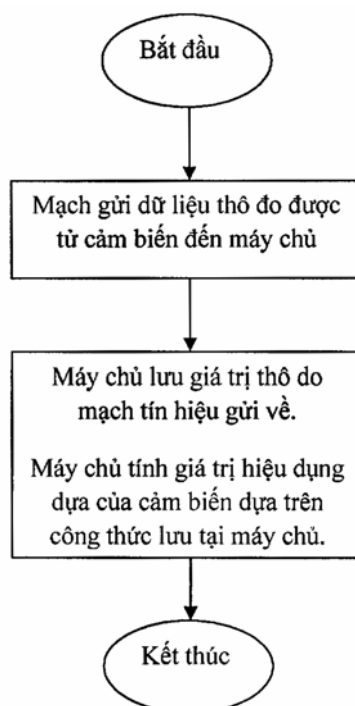 Bắt đầu
Mạch gửi dữ liệu thô đo được
từ cảm biến đến máy chủ
Máy chủ lưu giá trị thô do
mạch tín hiệu gửi về.
Máy chủ tính giá trị hiệu dụng
dựa của cảm biến dựa trên
công thức lưu tại máy chủ.
Kết thúc